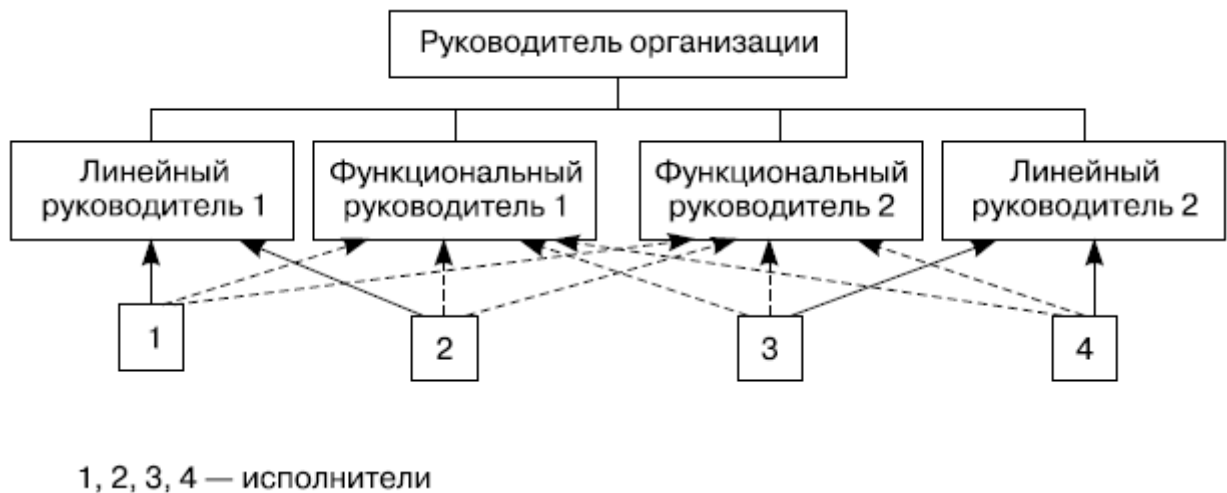 Руководитель организации
Линейный
руководитель 1
Функциональный
руководитель 1
Функциональный
руководитель 2
Линейный
руководитель 2
1
2
3
4
1, 2, 3, 4 — исполнители